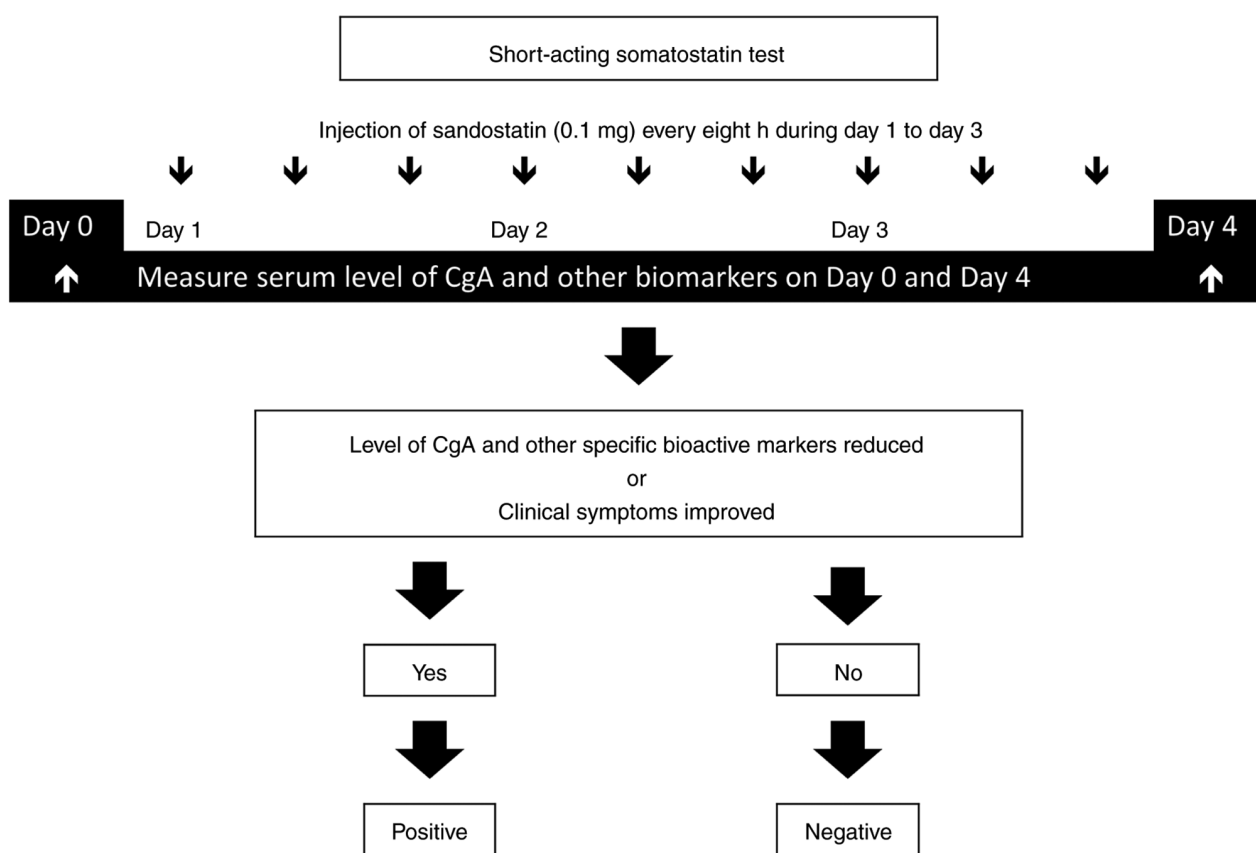 Short-acting somatostatin test
Injection of sandostatin (0.1 mg) every eight h during day 1 to day 3
Day 0
Day 1
Day 2
Day 3
Day 4
Measure serum level of CgA and other biomarkers on Day 0 and Day 4
Level of CgA and other specific bioactive markers reduced
or
Clinical symptoms improved
Yes
No
Positive
Negative